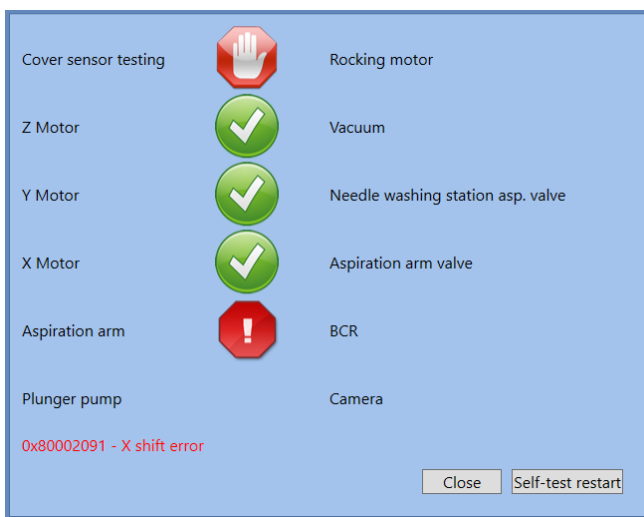 Cover sensor testing
Rocking motor
Z Motor
Vacuum
Y Motor
Needle washing station asp. valve
X Motor
Aspiration arm valve
Aspiration arm
!
BCR
Plunger pump
Camera
0x80002091 - X shift error
Close
Self-test restart